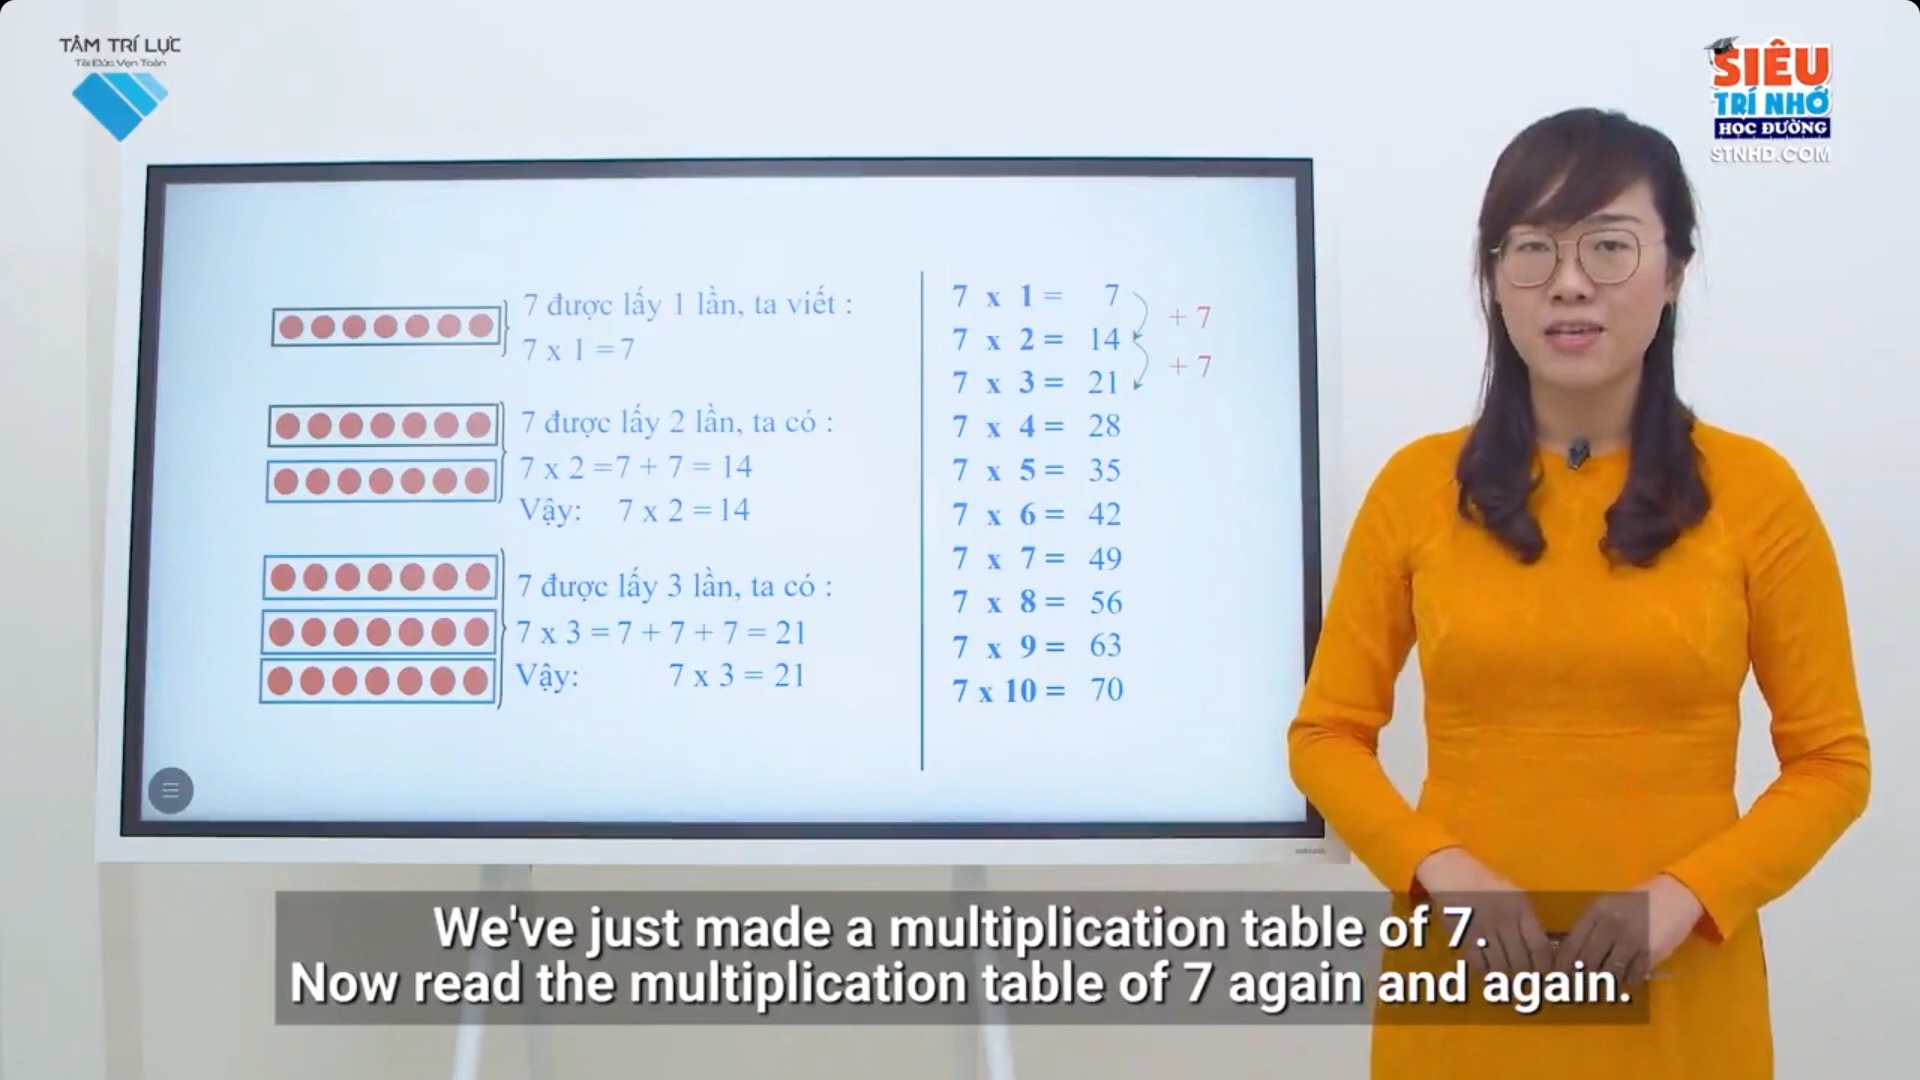 TÂM TRÍ LỰC
Tài Đức Vẹn Toàn
SIÊU
TRÍ NHỚ
HỌC ĐƯỜNG
STNHD.COM
7 được lấy 1 lần, ta viết :
7 x 1 = 7
7 được lấy 2 lần, ta có :
7 x 2 = 7 + 7 = 14
Vậy: 7 x 2 = 14
7 được lấy 3 lần, ta có :
7 x 3 = 7 + 7 + 7 = 21
Vậy: 7 x 3 = 21
7 x 1 = 7
7 x 2 = 14
7 x 3 = 21
7 x 4 = 28
7 x 5 = 35
7 x 6 = 42
7 x 7 = 49
7 x 8 = 56
7 x 9 = 63
7 x 10 = 70
+ 7
+ 7
We've just made a multiplication table of 7.
Now read the multiplication table of 7 again and again.